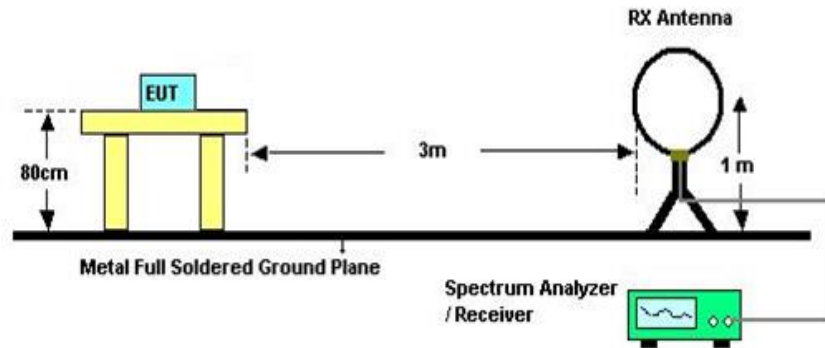 RX Antenna
EUT
3m
80cm
1 m
Metal Full Soldered Ground Plane
Spectrum Analyzer
/ Receiver